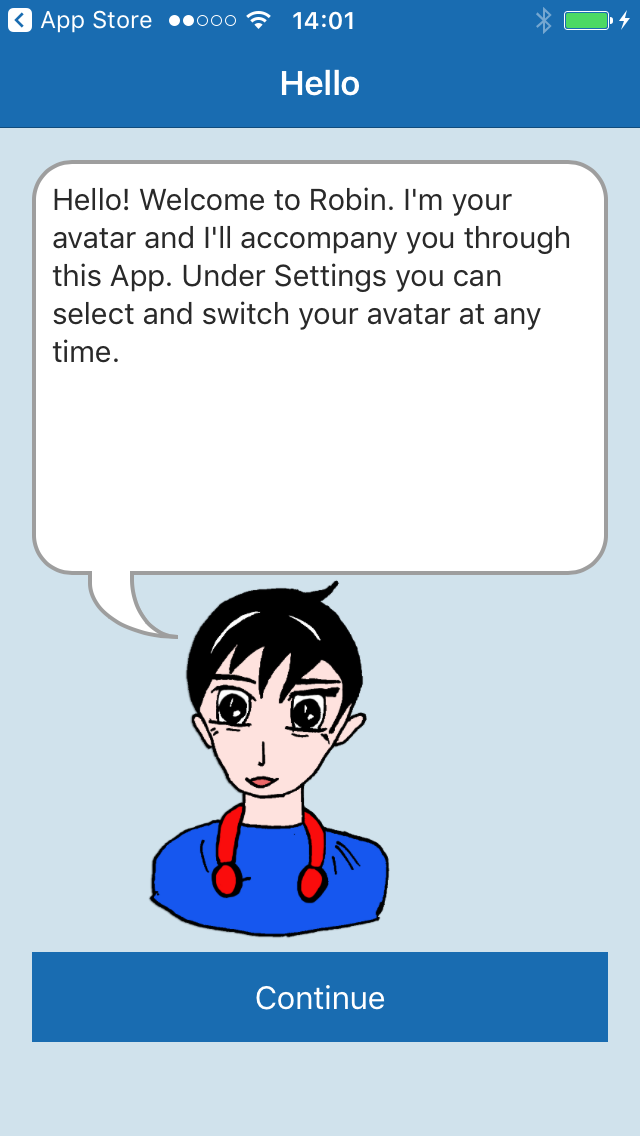 App Store 14:01
Hello
Hello! Welcome to Robin. I'm your
avatar and I'll accompany you through
this App. Under Settings you can
select and switch your avatar at any
time.
Continue